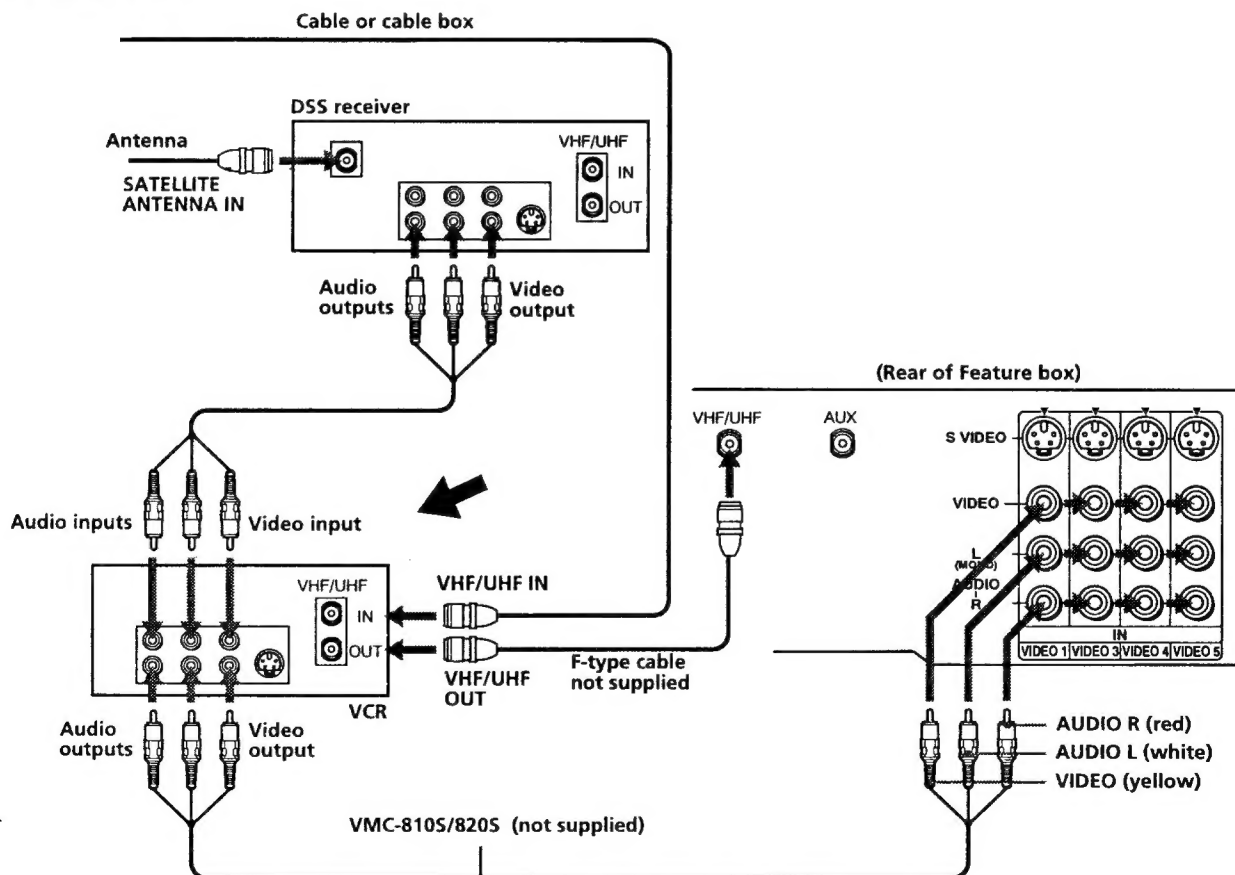 Cable or cable box
DSS receiver
Antenna
SATELLITE
ANTENNA IN
VHF/UHF
IN
OUT
Audio
outputs
Video
output
(Rear of Feature box)
VHF/UHF
AUX
S VIDEO
VIDEO
L
(MONO)
AUDIO
R
IN
VIDEO 1 VIDEO 3 VIDEO 4 VIDEO 5
Audio inputs
Video input
VHF/UHF
IN
OUT
VHF/UHF IN
VHF/UHF
OUT
F-type cable
not supplied
VCR
Audio
outputs
Video
output
AUDIO R (red)
AUDIO L (white)
VIDEO (yellow)
VMC-810S/820S (not supplied)